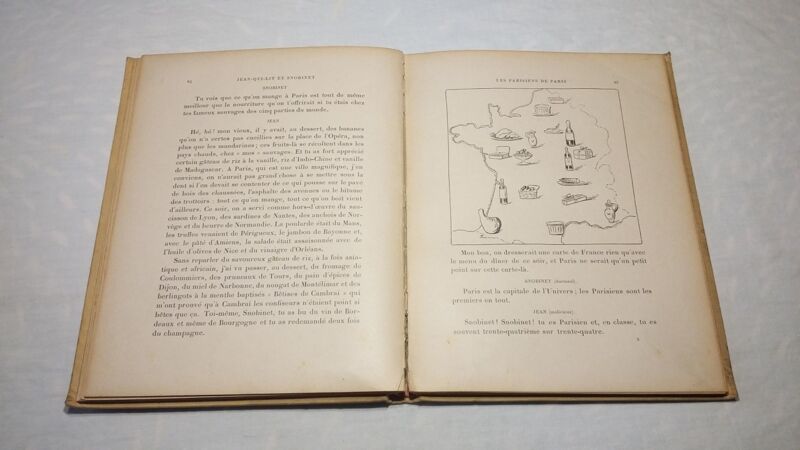 JEAN-QUI-LIT ET SNOBINET
SNOBINET
Tu vois que ce qu'on mange à Paris est tout de même
meilleur que la nourriture qu'on t'offrirait si tu étais chez
tes fameux sauvages des cinq parties du monde.
JEAN
Hé, hé! mon vieux, il y avait, au dessert, des bananes
qu'on n'a certes pas cueillies sur la place de l'Opéra, non
plus que les mandarines; ces fruits-là se récoltent dans les
pays chauds, chez « mes » sauvages. Et tu as fort apprécié
certain gâteau de riz à la vanille, riz d'Indo-Chine et vanille
de Madagascar. A Paris, qui est une ville magnifique, j'en
conviens, on n'aurait pas grand'chose à se mettre sous la
dent si l'on devait se contenter de ce qui pousse sur le pavé
de bois des chaussées, l'asphalte des avenues ou le bitume
des trottoirs : tout ce qu'on mange, tout ce qu'on boit vient
d'ailleurs. Ce soir, on a servi comme hors-d'œuvre du sau-
cisson de Lyon, des sardines de Nantes, des anchois de Nor-
vège et du beurre de Normandie. La poularde était du Mans,
les truffes venaient de Périgueux, le jambon de Bayonne et,
avec le pâté d'Amiens, la salade était assaisonnée avec de
l'huile d'olives de Nice et du vinaigre d'Orléans.
Sans reparler du savoureux gâteau de riz, à la fois asia-
tique et africain, j'ai vu passer, au dessert, du fromage de
Coulommiers, des pruneaux de Tours, du pain d'épices de
Dijon, du miel de Narbonne, du nougat de Montélimar et des
berlingots à la menthe baptisés « Bêtises de Cambrai » qui
m'ont prouvé qu'à Cambrai les confiseurs n'étaient point si
bêtes que ça. Toi-même, Snobinet, tu as bu du vin de Bor-
deaux et même de Bourgogne et tu as redemandé deux fois
du champagne.
LES PARISIENS DE PARIS
Mon bon, on dresserait une carte de France rien qu'avec
le menu du dîner de ce soir, et Paris ne serait qu'un petit
point sur cette carte-là.
SNOBINET
Paris est la capitale de l'Univers; les Parisiens sont les
premiers en tout.
JEAN (malicieux).
Snobinet! Snobinet! tu es Parisien et, en classe, tu es
souvent trente-quatrième sur trente-quatre.